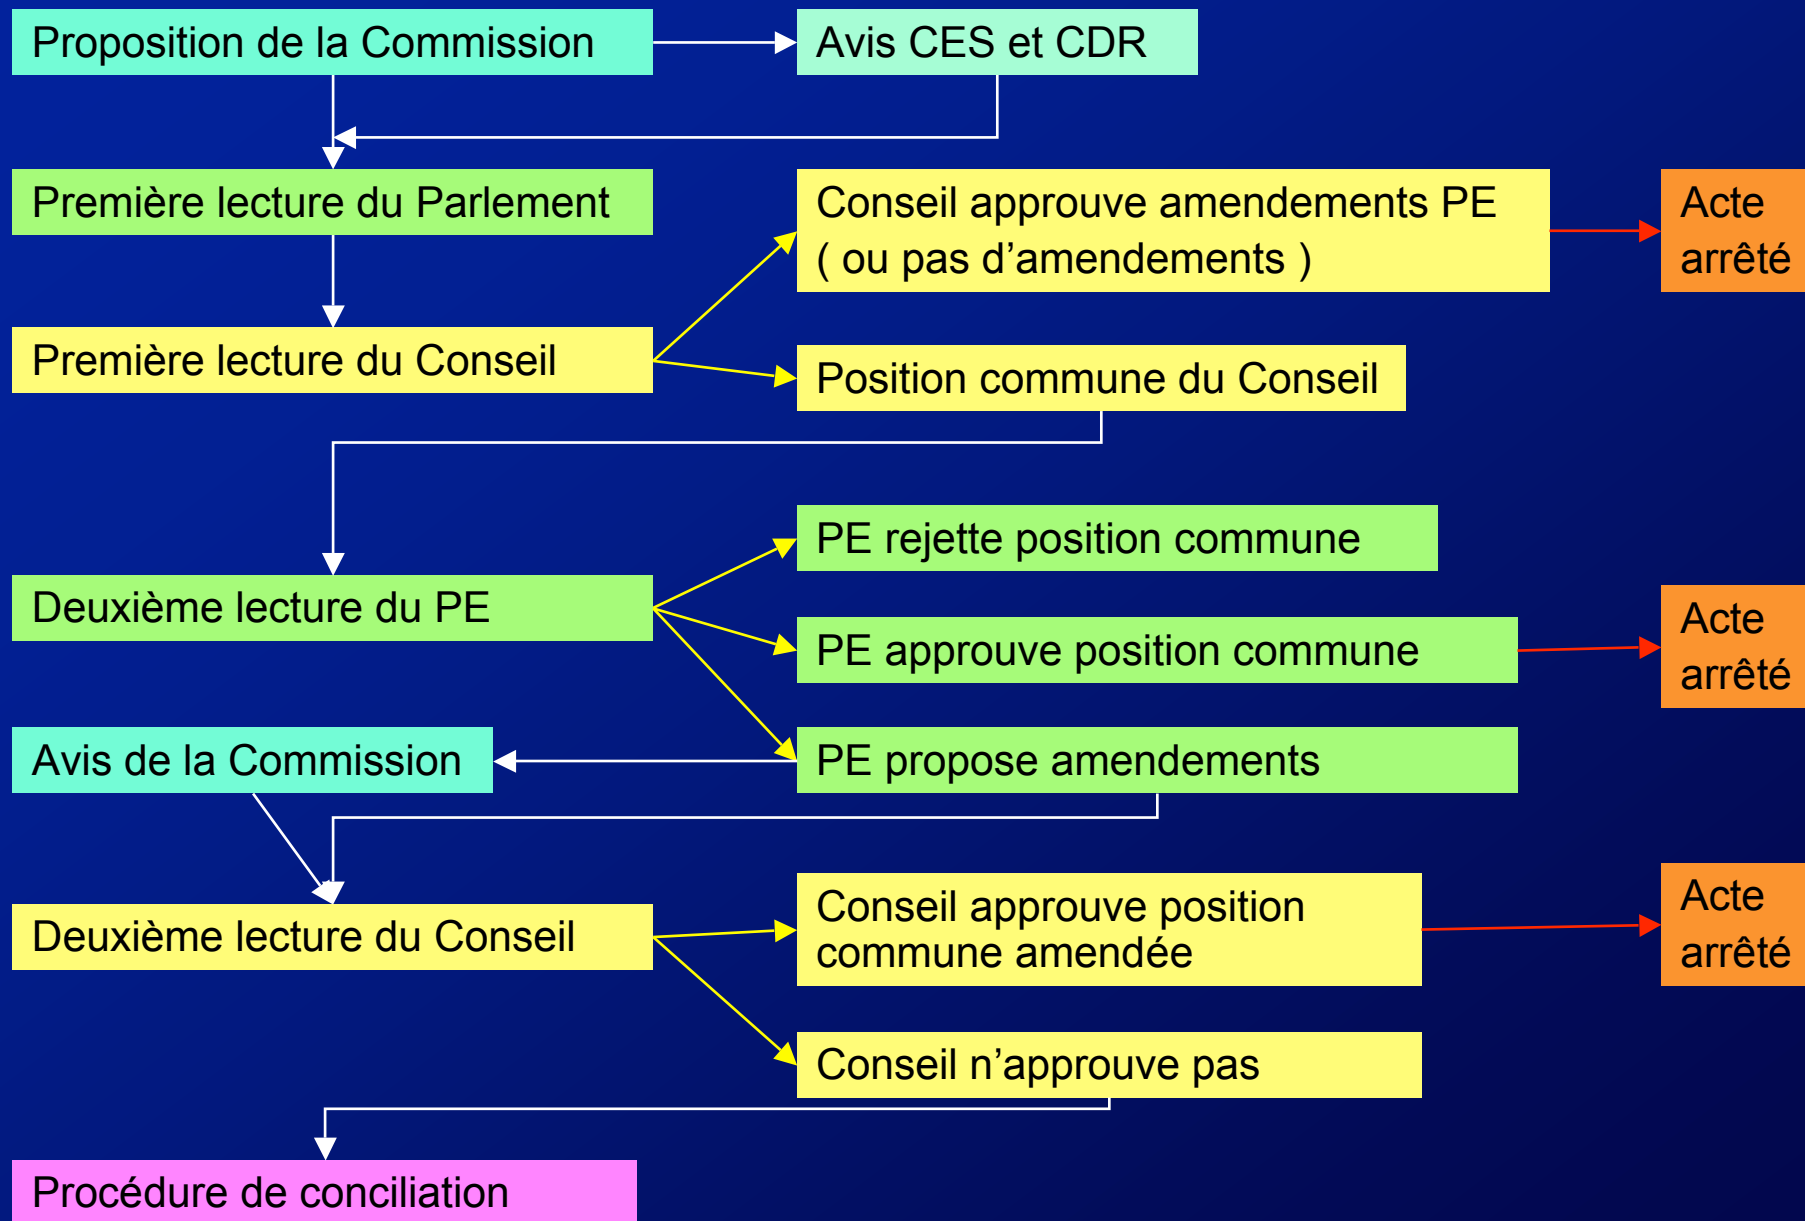 Proposition de la Commission
Avis CES et CDR
Première lecture du Parlement
Conseil approuve amendements PE
( ou pas d’amendements )
Acte
arrêté
Première lecture du Conseil
Position commune du Conseil
PE rejette position commune
Deuxième lecture du PE
PE approuve position commune
Acte
arrêté
Avis de la Commission
PE propose amendements
Deuxième lecture du Conseil
Conseil approuve position
commune amendée
Acte
arrêté
Conseil n’approuve pas
Procédure de conciliation